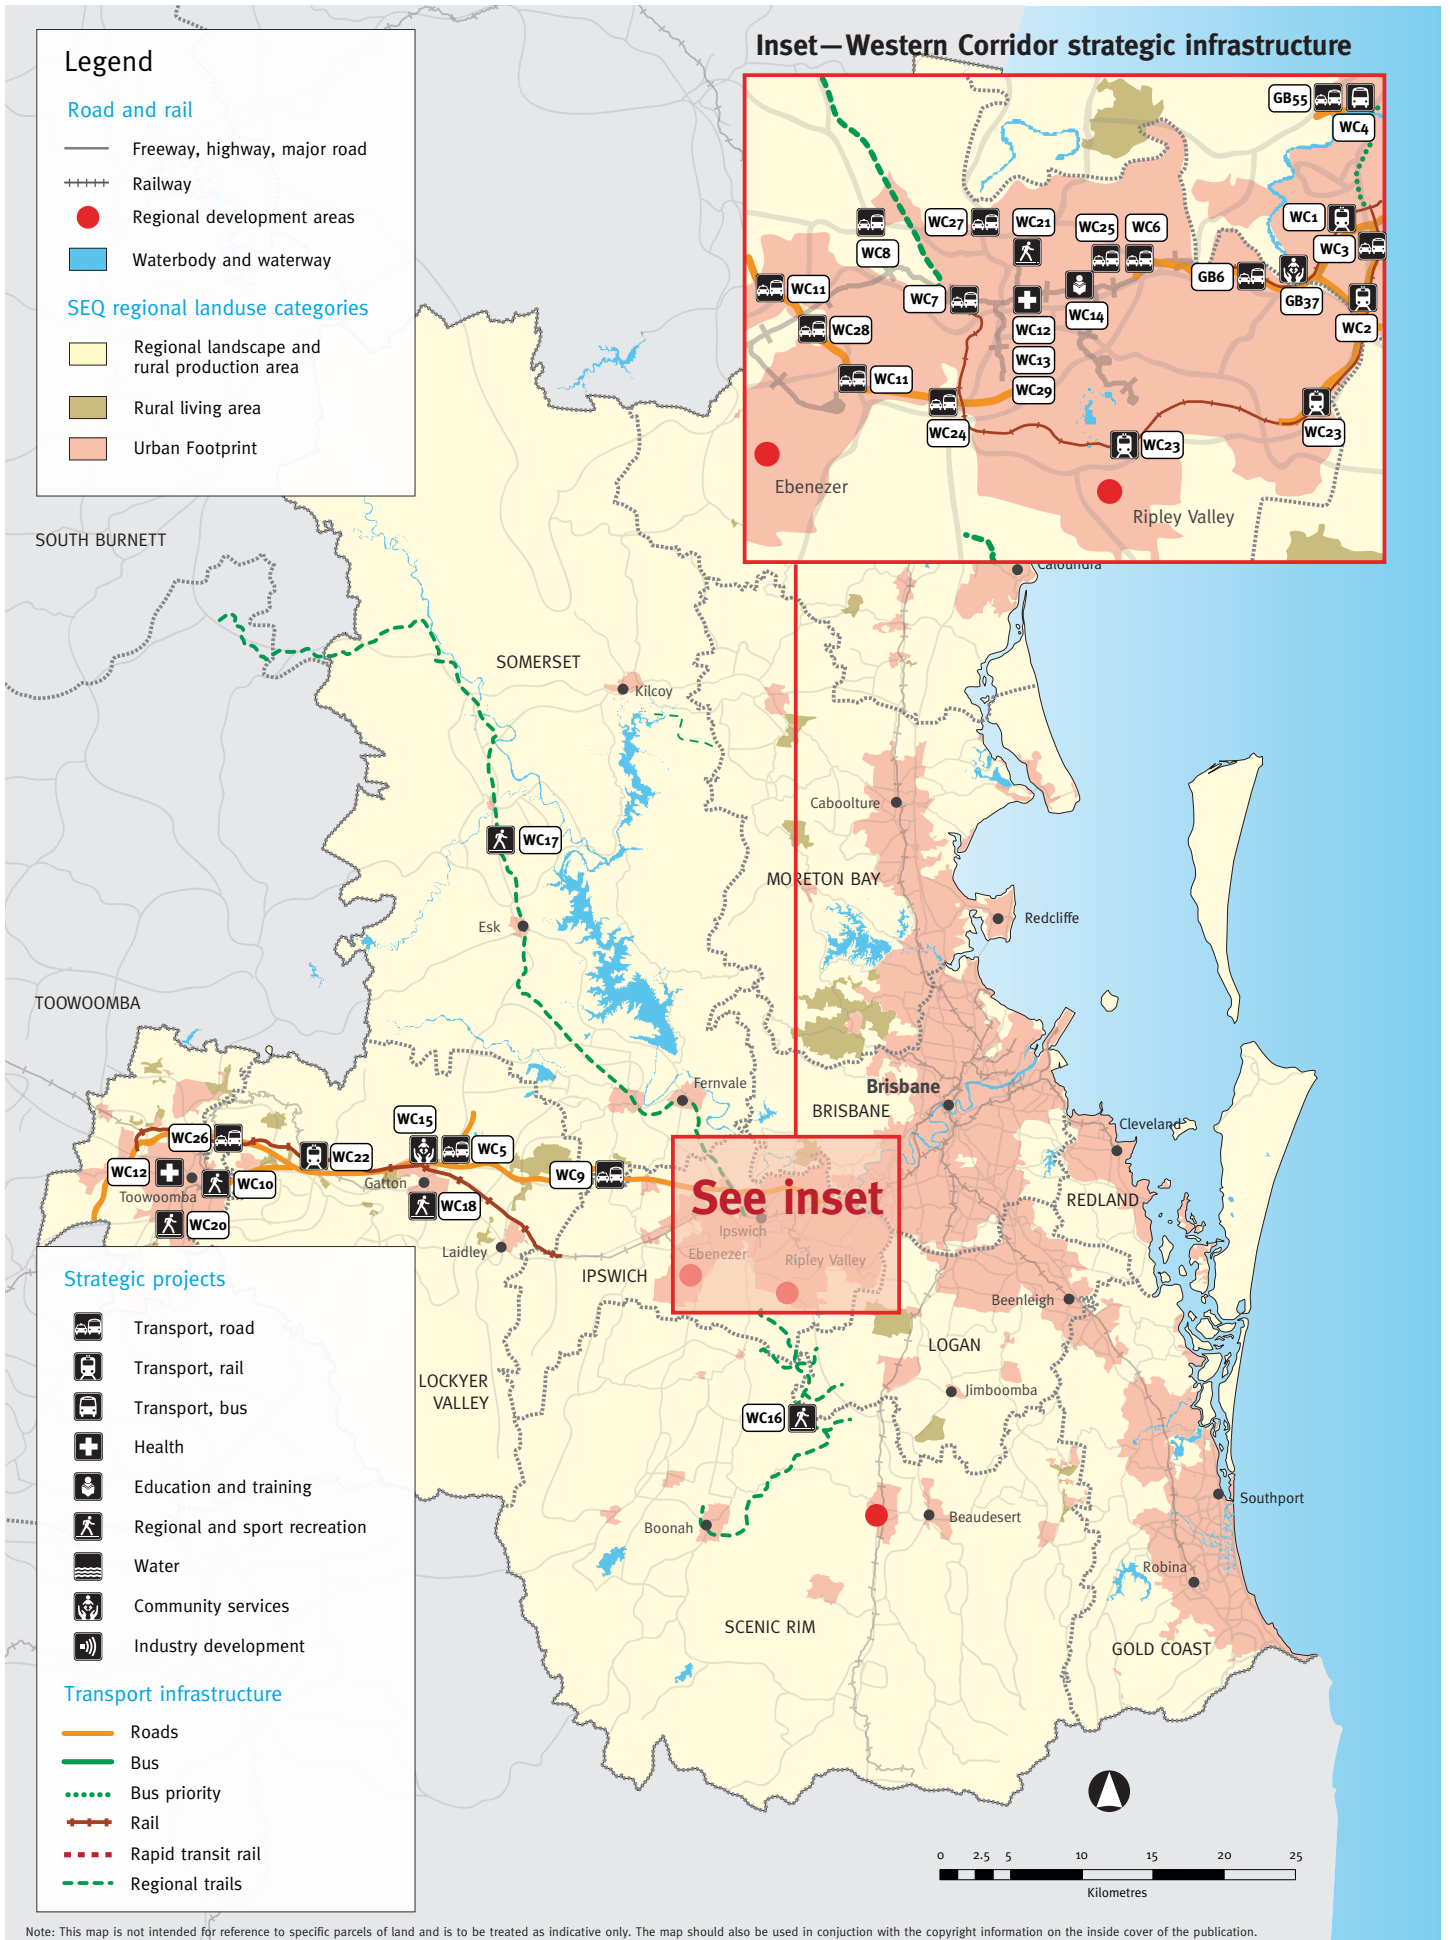 Legend
Road and rail
Freeway, highway, major road
Railway
Regional development areas
Waterbody and waterway
SEQ regional landuse categories
Regional landscape and
rural production area
Rural living area
Urban Footprint
Inset—Western Corridor strategic infrastructure
GB55
WC4
WC27
WC21
WC25
WC6
WC1
WC3
WC8
GB6
GB37
WC11
WC7
WC14
WC2
WC28
WC12
WC13
WC29
WC11
WC24
WC23
WC23
Ebenezer
Ripley Valley
Caloundra
SOUTH BURNETT
SOMERSET
Kilcoy
Caboolture
WC17
MORETON BAY
Redcliffe
Esk
TOOWOOMBA
Fernvale
Brisbane
BRISBANE
Cleveland
WC15
WC26
WC5
WC22
WC12
WC10
Toowoomba
Gatton
WC9
WC18
WC20
Laidley
See inset
Ipswich
Ebenezer
Ripley Valley
IPSWICH
REDLAND
Beenleigh
LOGAN
LOCKYER
VALLEY
Jimboomba
WC16
Boonah
Beaudesert
Southport
Robina
SCENIC RIM
GOLD COAST
Strategic projects
Transport, road
Transport, rail
Transport, bus
Health
Education and training
Regional and sport recreation
Water
Community services
Industry development
Transport infrastructure
Roads
Bus
Bus priority
Rail
Rapid transit rail
Regional trails
0 2.5 5 10 15 20 25
Kilometres
Note: This map is not intended for reference to specific parcels of land and is to be treated as indicative only. The map should also be used in conjuction with the copyright information on the inside cover of the publication.